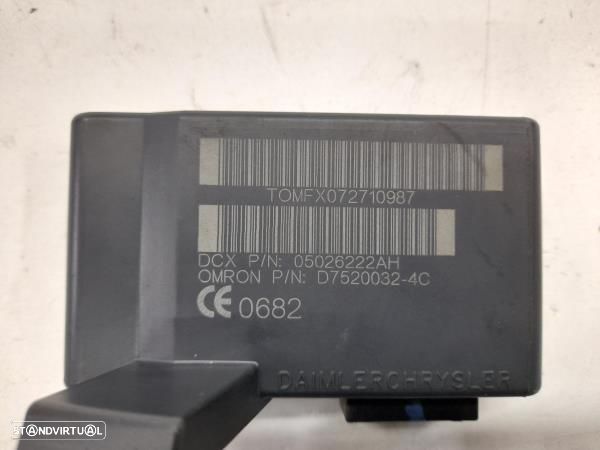 TOMFX072710987
DCX P/N: 05026222AH
OMRON P/N: D7520032-4C
CE 0682
DAIMLERCHRYSLER
STANDVIRTUAL